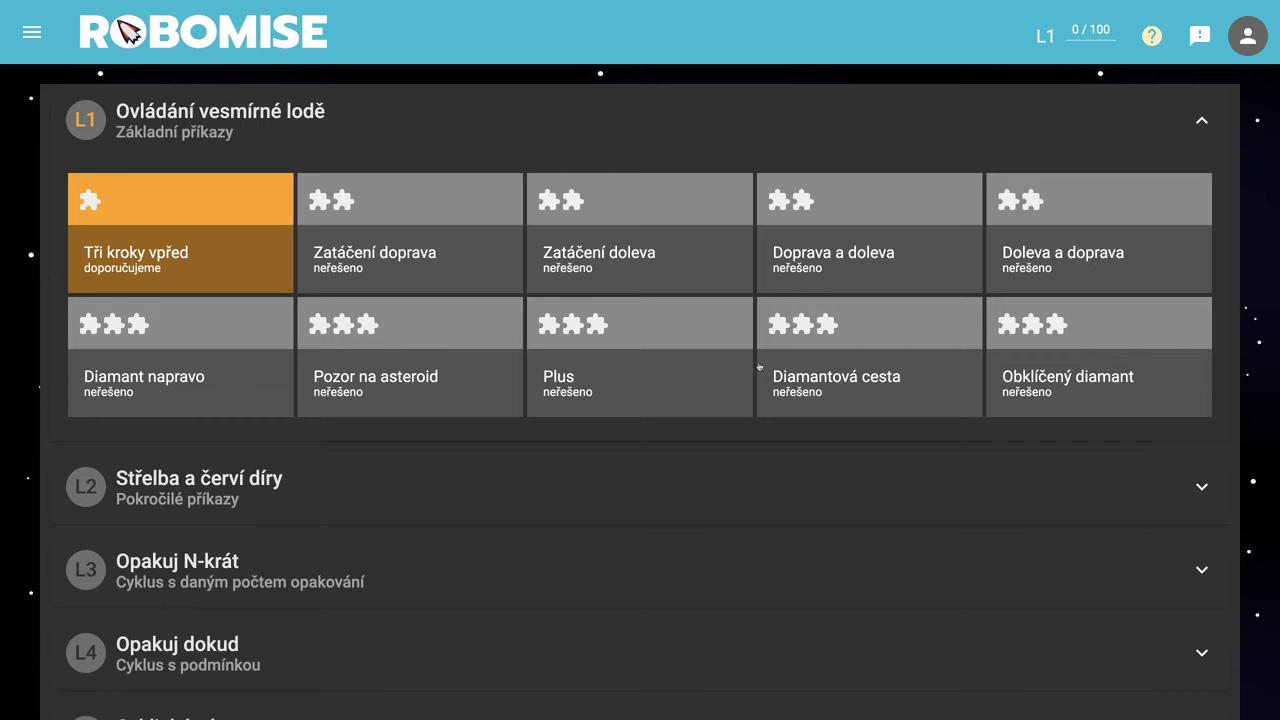 ROBOMISE
L1 0 / 100
L1 Ovládání vesmírné lodě
Základní příkazy
Tři kroky vpřed
doporučujeme
Zatáčení doprava
neřešeno
Zatáčení doleva
neřešeno
Doprava a doleva
neřešeno
Doleva a doprava
neřešeno
Diamant napravo
neřešeno
Pozor na asteroid
neřešeno
Plus
neřešeno
Diamantová cesta
neřešeno
Obklíčený diamant
neřešeno
L2 Střelba a červí díry
Pokročilé příkazy
L3 Opakuj N-krát
Cyklus s daným počtem opakování
L4 Opakuj dokud
Cyklus s podmínkou